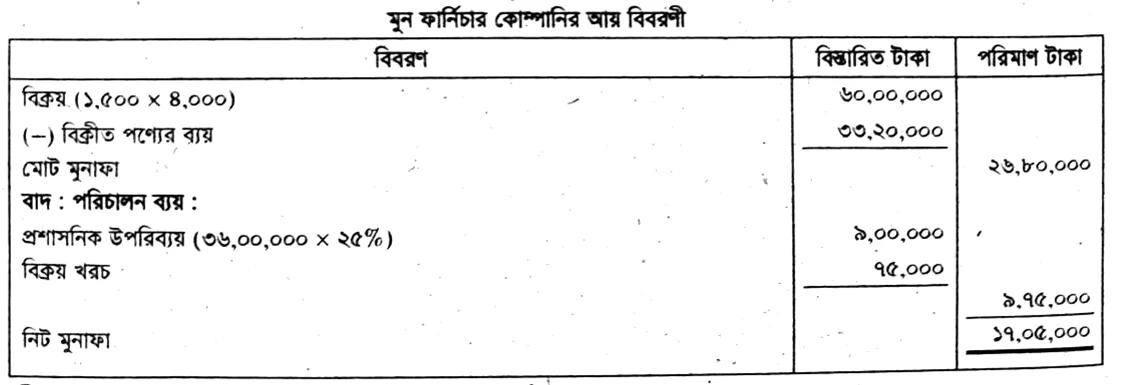 মুন ফার্নিচার কোম্পানির আয় বিবরণী
বিবরণ বিস্তারিত টাকা পরিমাণ টাকা
বিক্রয় (১,৫০০ × ৪,০০০) ৬০,০০,০০০
(−) বিক্রীত পণ্যের ব্যয় ৩৩,২০,০০০
মোট মুনাফা ২৬,৮০,০০০
বাদ : পরিচালন ব্যয় :
প্রশাসনিক উপরিব্যয় (৩৬,০০,০০০ × ২৫%) ৯,০০,০০০
বিক্রয় খরচ ৭৫,০০০
৯,৭৫,০০০
নিট মুনাফা ১৭,০৫,০০০